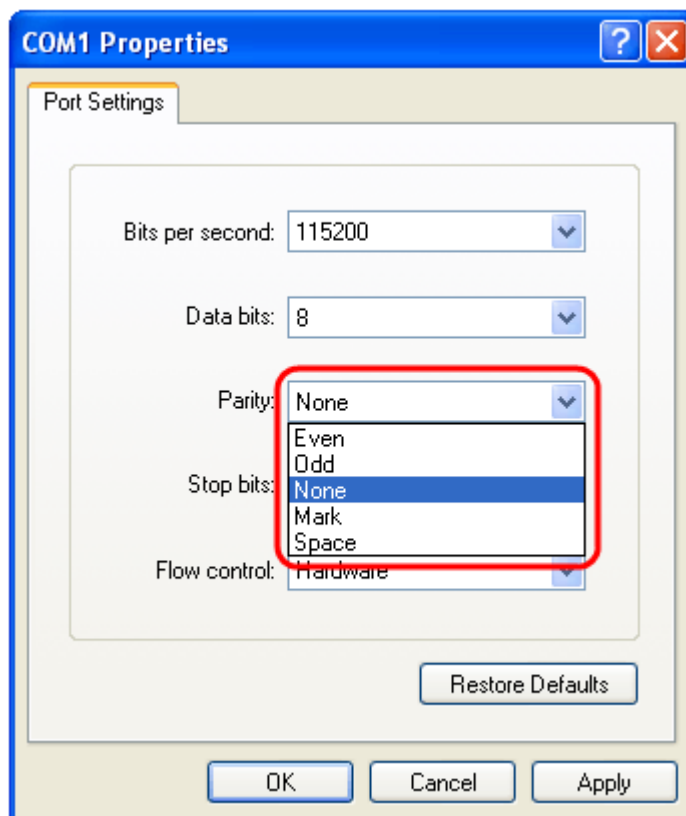 COM1 Properties
Port Settings
Bits per second: 115200
Data bits: 8
Parity: None
Even
Odd
Stop bits: None
Mark
Space
Flow control: Hardware
Restore Defaults
OK Cancel Apply